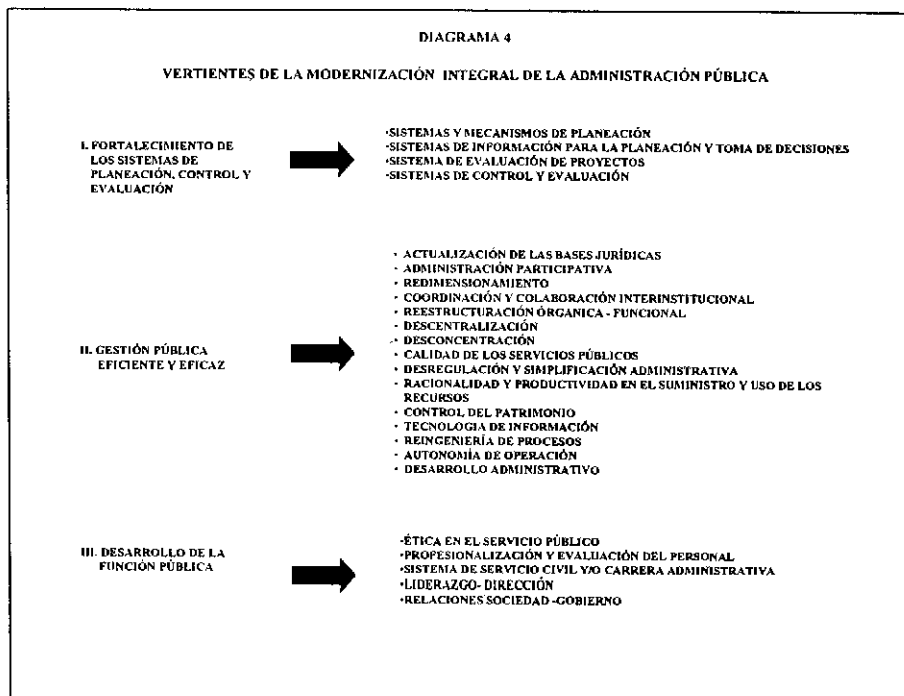 DIAGRAMA 4
VERTIENTES DE LA MODERNIZACIÓN INTEGRAL DE LA ADMINISTRACIÓN PÚBLICA
I. FORTALECIMIENTO DE
LOS SISTEMAS DE
PLANEACIÓN, CONTROL Y
EVALUACIÓN
·SISTEMAS Y MECANISMOS DE PLANEACIÓN
·SISTEMAS DE INFORMACIÓN PARA LA PLANEACIÓN Y TOMA DE DECISIONES
·SISTEMA DE EVALUACIÓN DE PROYECTOS
·SISTEMAS DE CONTROL Y EVALUACIÓN
II. GESTIÓN PÚBLICA
EFICIENTE Y EFICAZ
· ACTUALIZACIÓN DE LAS BASES JURÍDICAS
· ADMINISTRACIÓN PARTICIPATIVA
· REDIMENSIONAMIENTO
· COORDINACIÓN Y COLABORACIÓN INTERINSTITUCIONAL
· REESTRUCTURACIÓN ÓRGANICA - FUNCIONAL
· DESCENTRALIZACIÓN
· DESCONCENTRACIÓN
· CALIDAD DE LOS SERVICIOS PÚBLICOS
· DESREGULACIÓN Y SIMPLIFICACIÓN ADMINISTRATIVA
· RACIONALIDAD Y PRODUCTIVIDAD EN EL SUMINISTRO Y USO DE LOS
RECURSOS
· CONTROL DEL PATRIMONIO
· TECNOLOGIA DE INFORMACIÓN
· REINGENIERÍA DE PROCESOS
· AUTONOMÍA DE OPERACIÓN
· DESARROLLO ADMINISTRATIVO
III. DESARROLLO DE LA
FUNCIÓN PÚBLICA
·ÉTICA EN EL SERVICIO PÚBLICO
·PROFESIONALIZACIÓN Y EVALUACIÓN DEL PERSONAL
·SISTEMA DE SERVICIO CIVIL Y/O CARRERA ADMINISTRATIVA
·LIDERAZGO- DIRECCIÓN
·RELACIONES SOCIEDAD -GOBIERNO